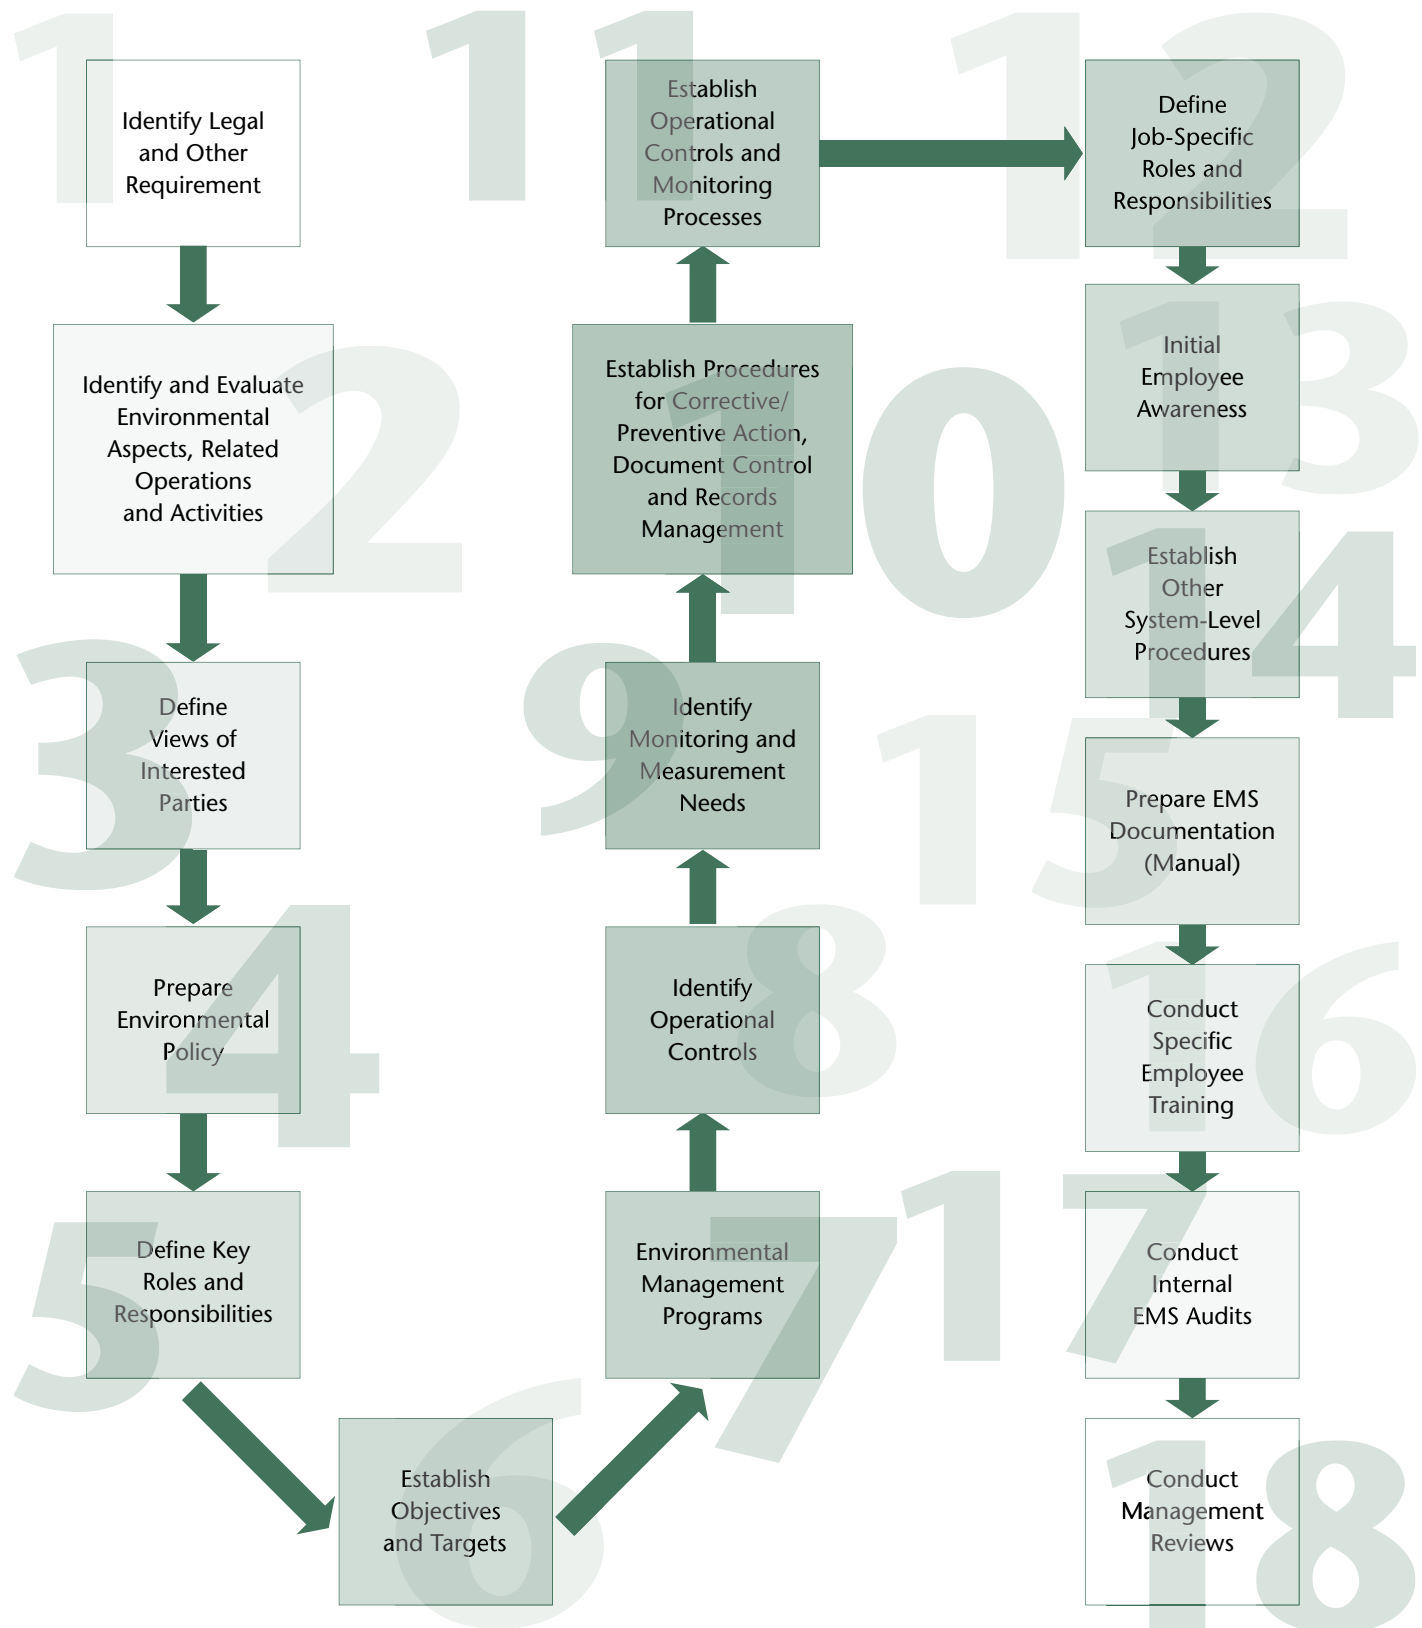 1
Identify Legal
and Other
Requirement
2
Identify and Evaluate
Environmental
Aspects, Related
Operations
and Activities
3
Define
Views of
Interested
Parties
4
Prepare
Environmental
Policy
5
Define Key
Roles and
Responsibilities
6
Establish
Objectives
and Targets
7
Environmental
Management
Programs
8
Identify
Operational
Controls
9
Identify
Monitoring and
Measurement
Needs
10
Establish Procedures
for Corrective/
Preventive Action,
Document Control
and Records
Management
11
Establish
Operational
Controls and
Monitoring
Processes
12
Define
Job-Specific
Roles and
Responsibilities
13
Initial
Employee
Awareness
14
Establish
Other
System-Level
Procedures
15
Prepare EMS
Documentation
(Manual)
16
Conduct
Specific
Employee
Training
17
Conduct
Internal
EMS Audits
18
Conduct
Management
Reviews